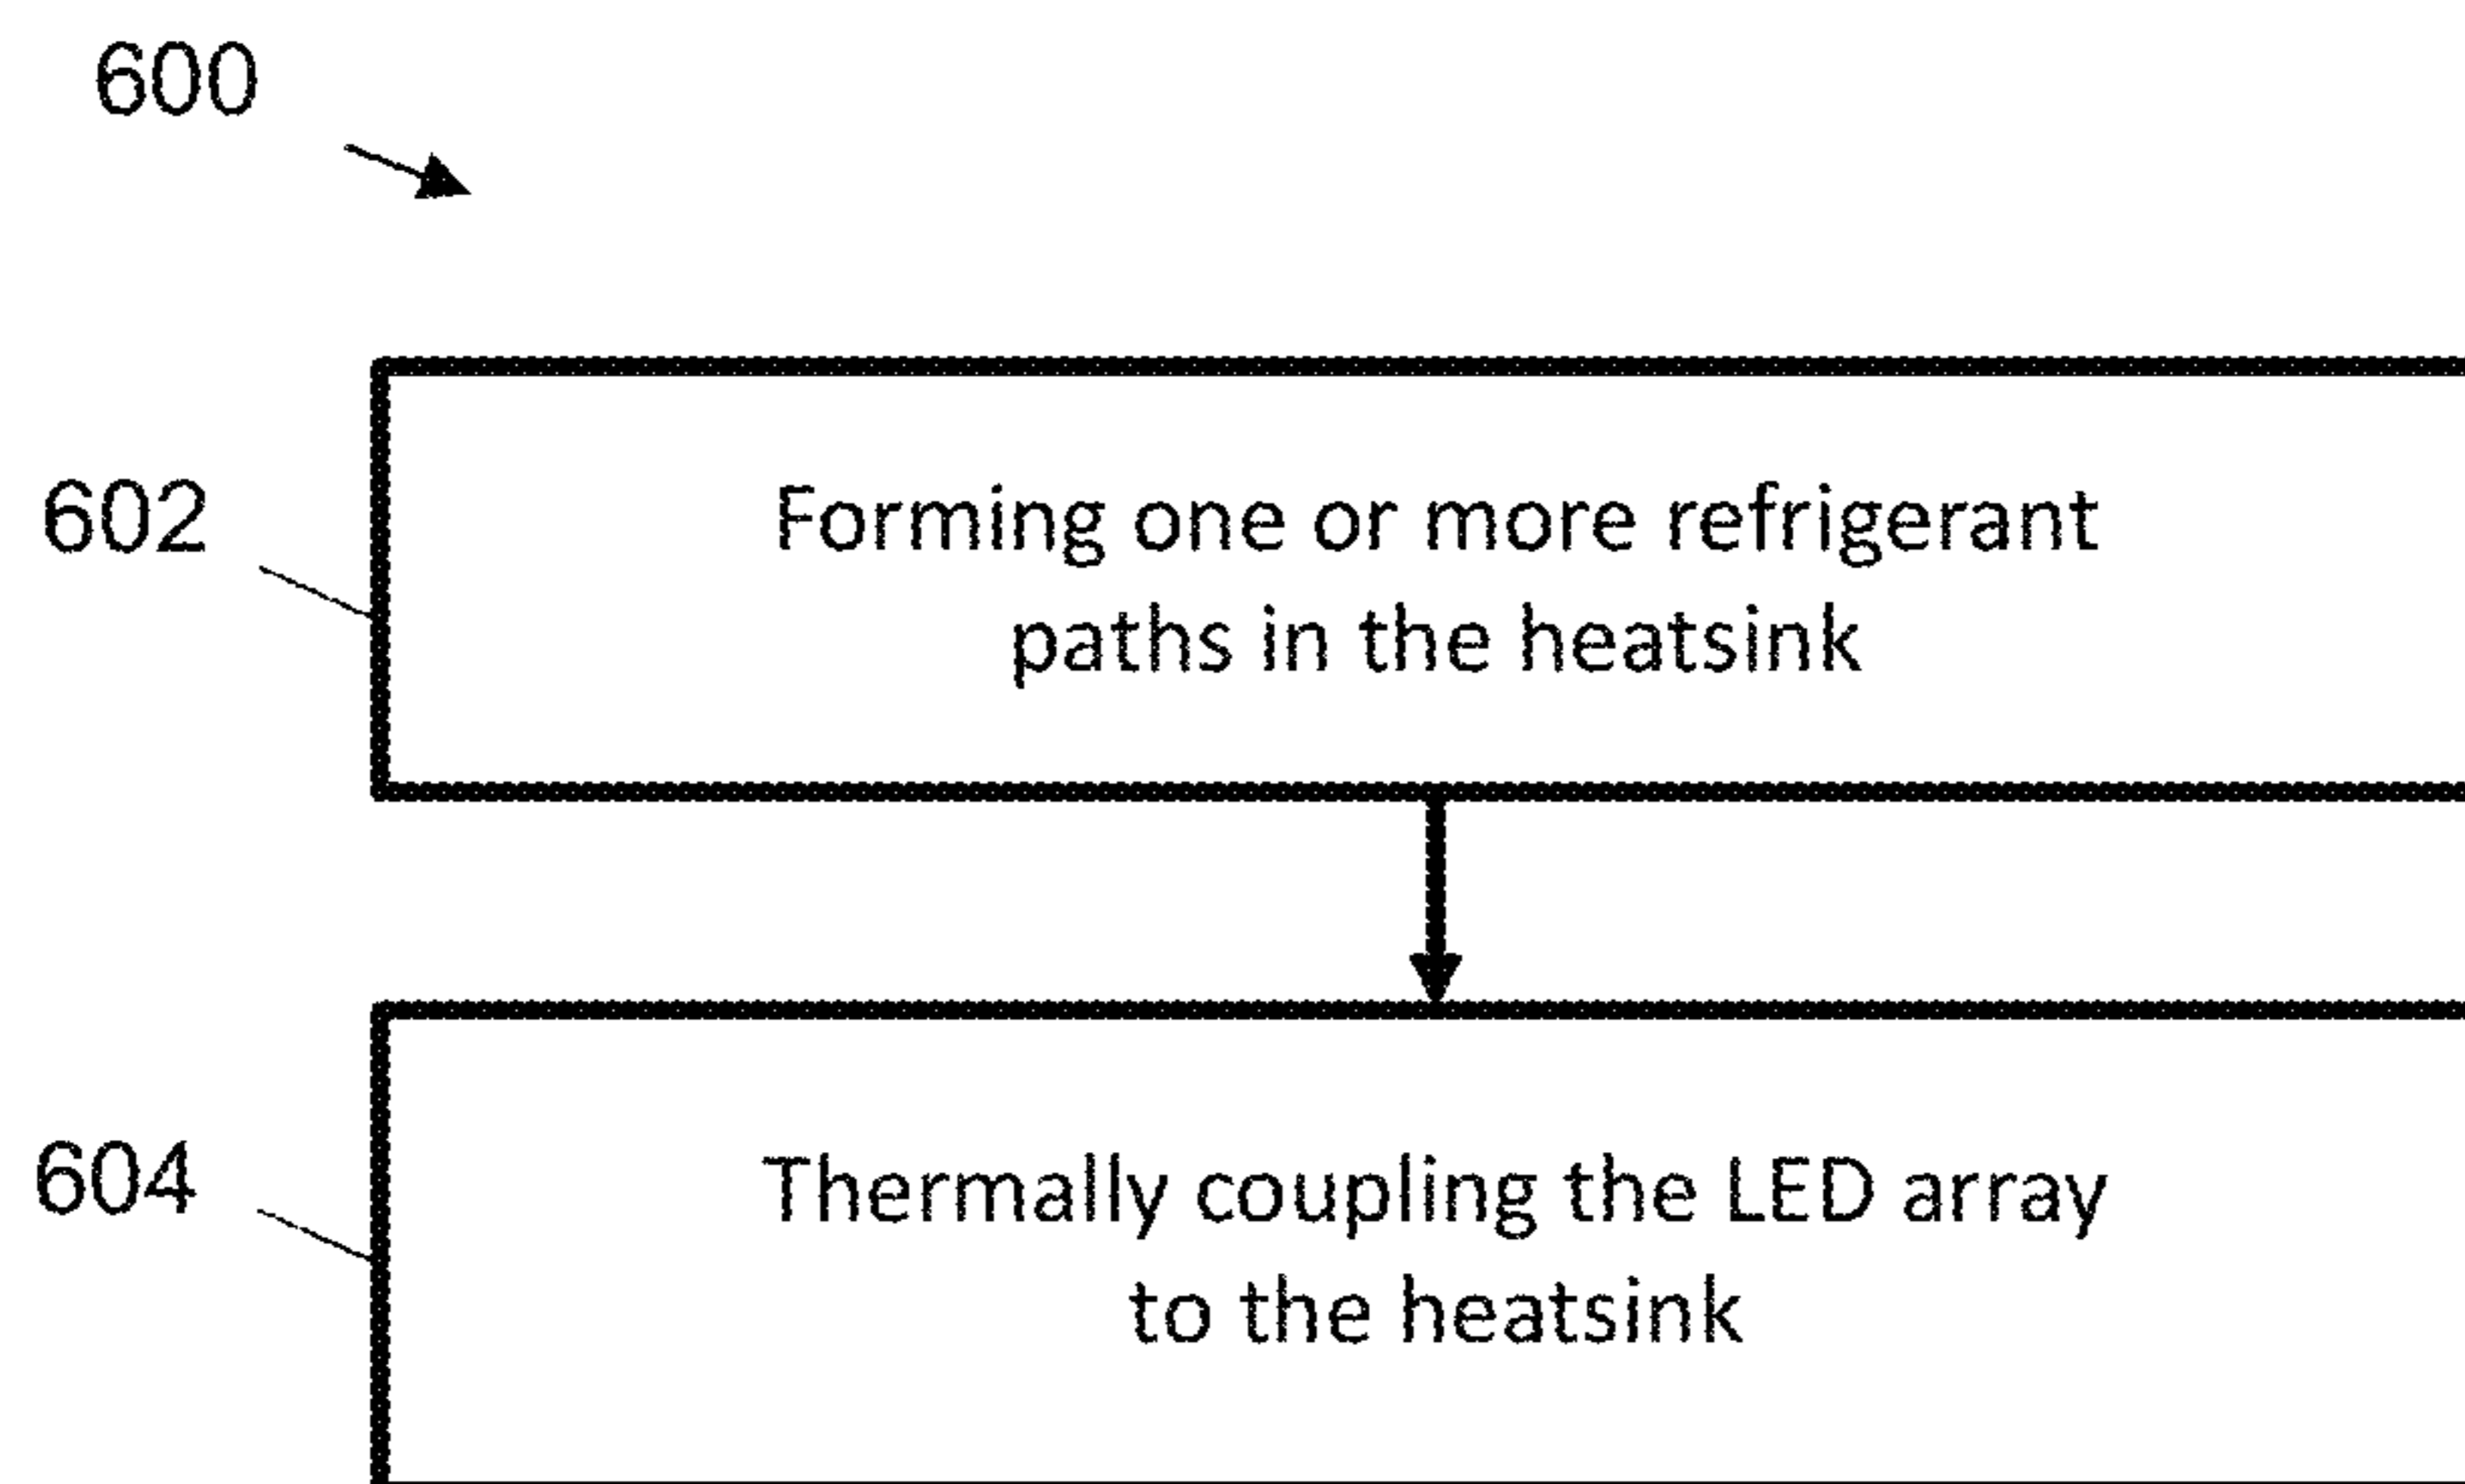 600
602
Forming one or more refrigerant
paths in the heatsink
604
Thermally coupling the LED array
to the heatsink